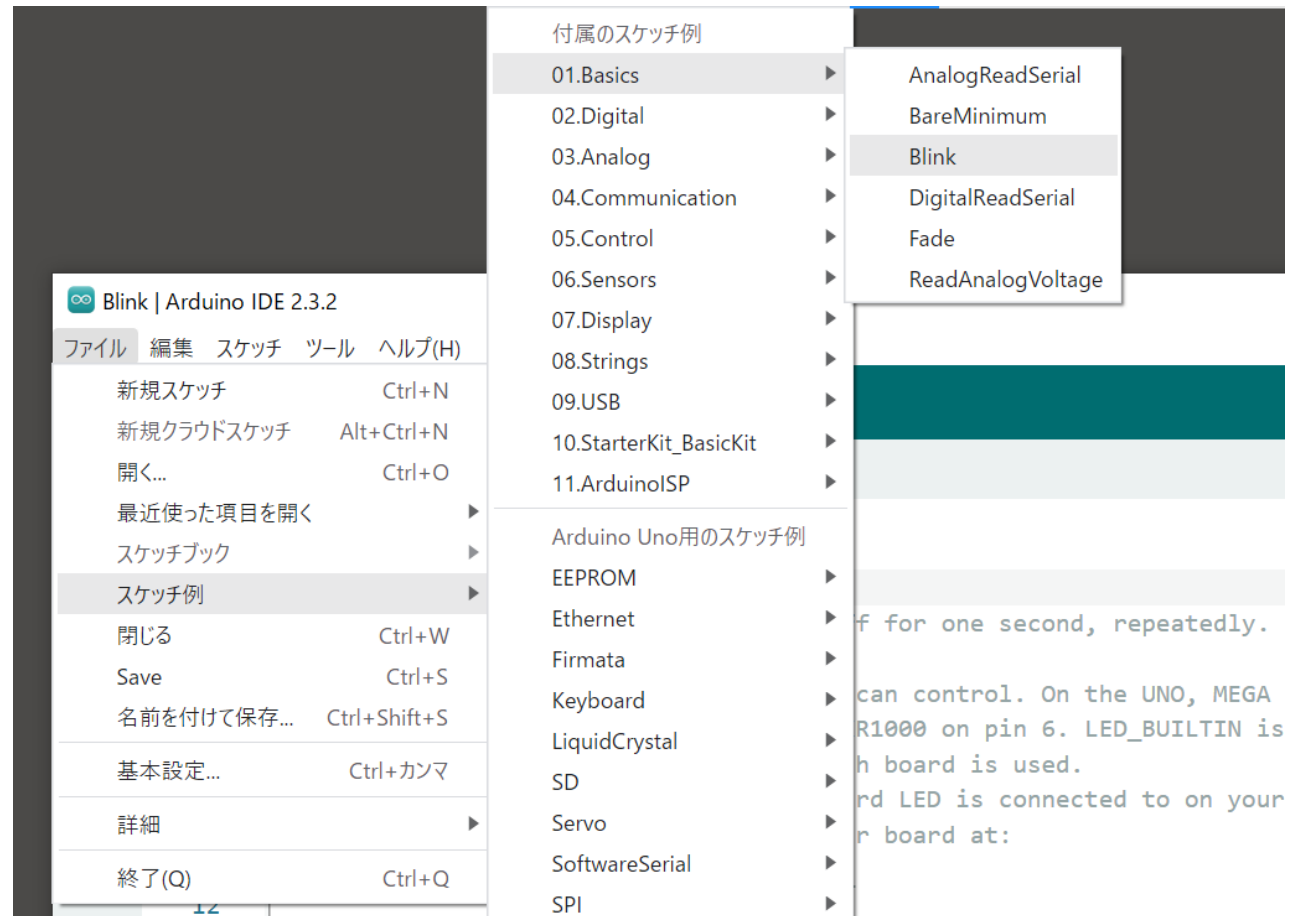 付属のスケッチ例
01.Basics
02.Digital
03.Analog
04.Communication
05.Control
06.Sensors
07.Display
08.Strings
09.USB
10.StarterKit_BasicKit
11.ArduinoISP
Arduino Uno用のスケッチ例
EEPROM
Ethernet
Firmata
Keyboard
LiquidCrystal
SD
Servo
SoftwareSerial
SPI
AnalogReadSerial
BareMinimum
Blink
DigitalReadSerial
Fade
ReadAnalogVoltage
Blink | Arduino IDE 2.3.2
ファイル 編集 スケッチ ツール ヘルプ(H)
新規スケッチ Ctrl+N
新規クラウドスケッチ Alt+Ctrl+N
開く... Ctrl+O
最近使った項目を開く
スケッチブック
スケッチ例
閉じる Ctrl+W
Save Ctrl+S
名前を付けて保存... Ctrl+Shift+S
基本設定... Ctrl+カンマ
詳細
終了(Q) Ctrl+Q
12
f for one second, repeatedly.
can control. On the UNO, MEGA
R1000 on pin 6. LED_BUILTIN is
h board is used.
rd LED is connected to on your
r board at: